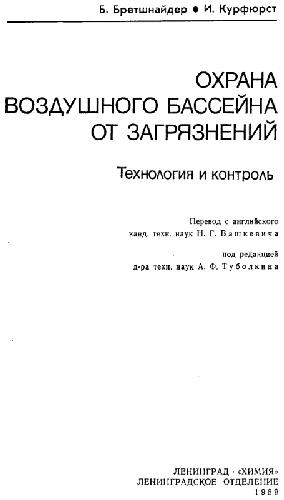 Б. Бретшнайдер ● И. Курфюрст
ОХРАНА
ВОЗДУШНОГО БАССЕЙНА
ОТ ЗАГРЯЗНЕНИЙ
Технология и контроль
Перевод с английского
канд. техн. наук Н. Г. Вашкевича
под редакцией
д-ра техн. наук А. Ф. Туболкина
ЛЕНИНГРАД · «ХИМИЯ»
ЛЕНИНГРАДСКОЕ ОТДЕЛЕНИЕ
1989